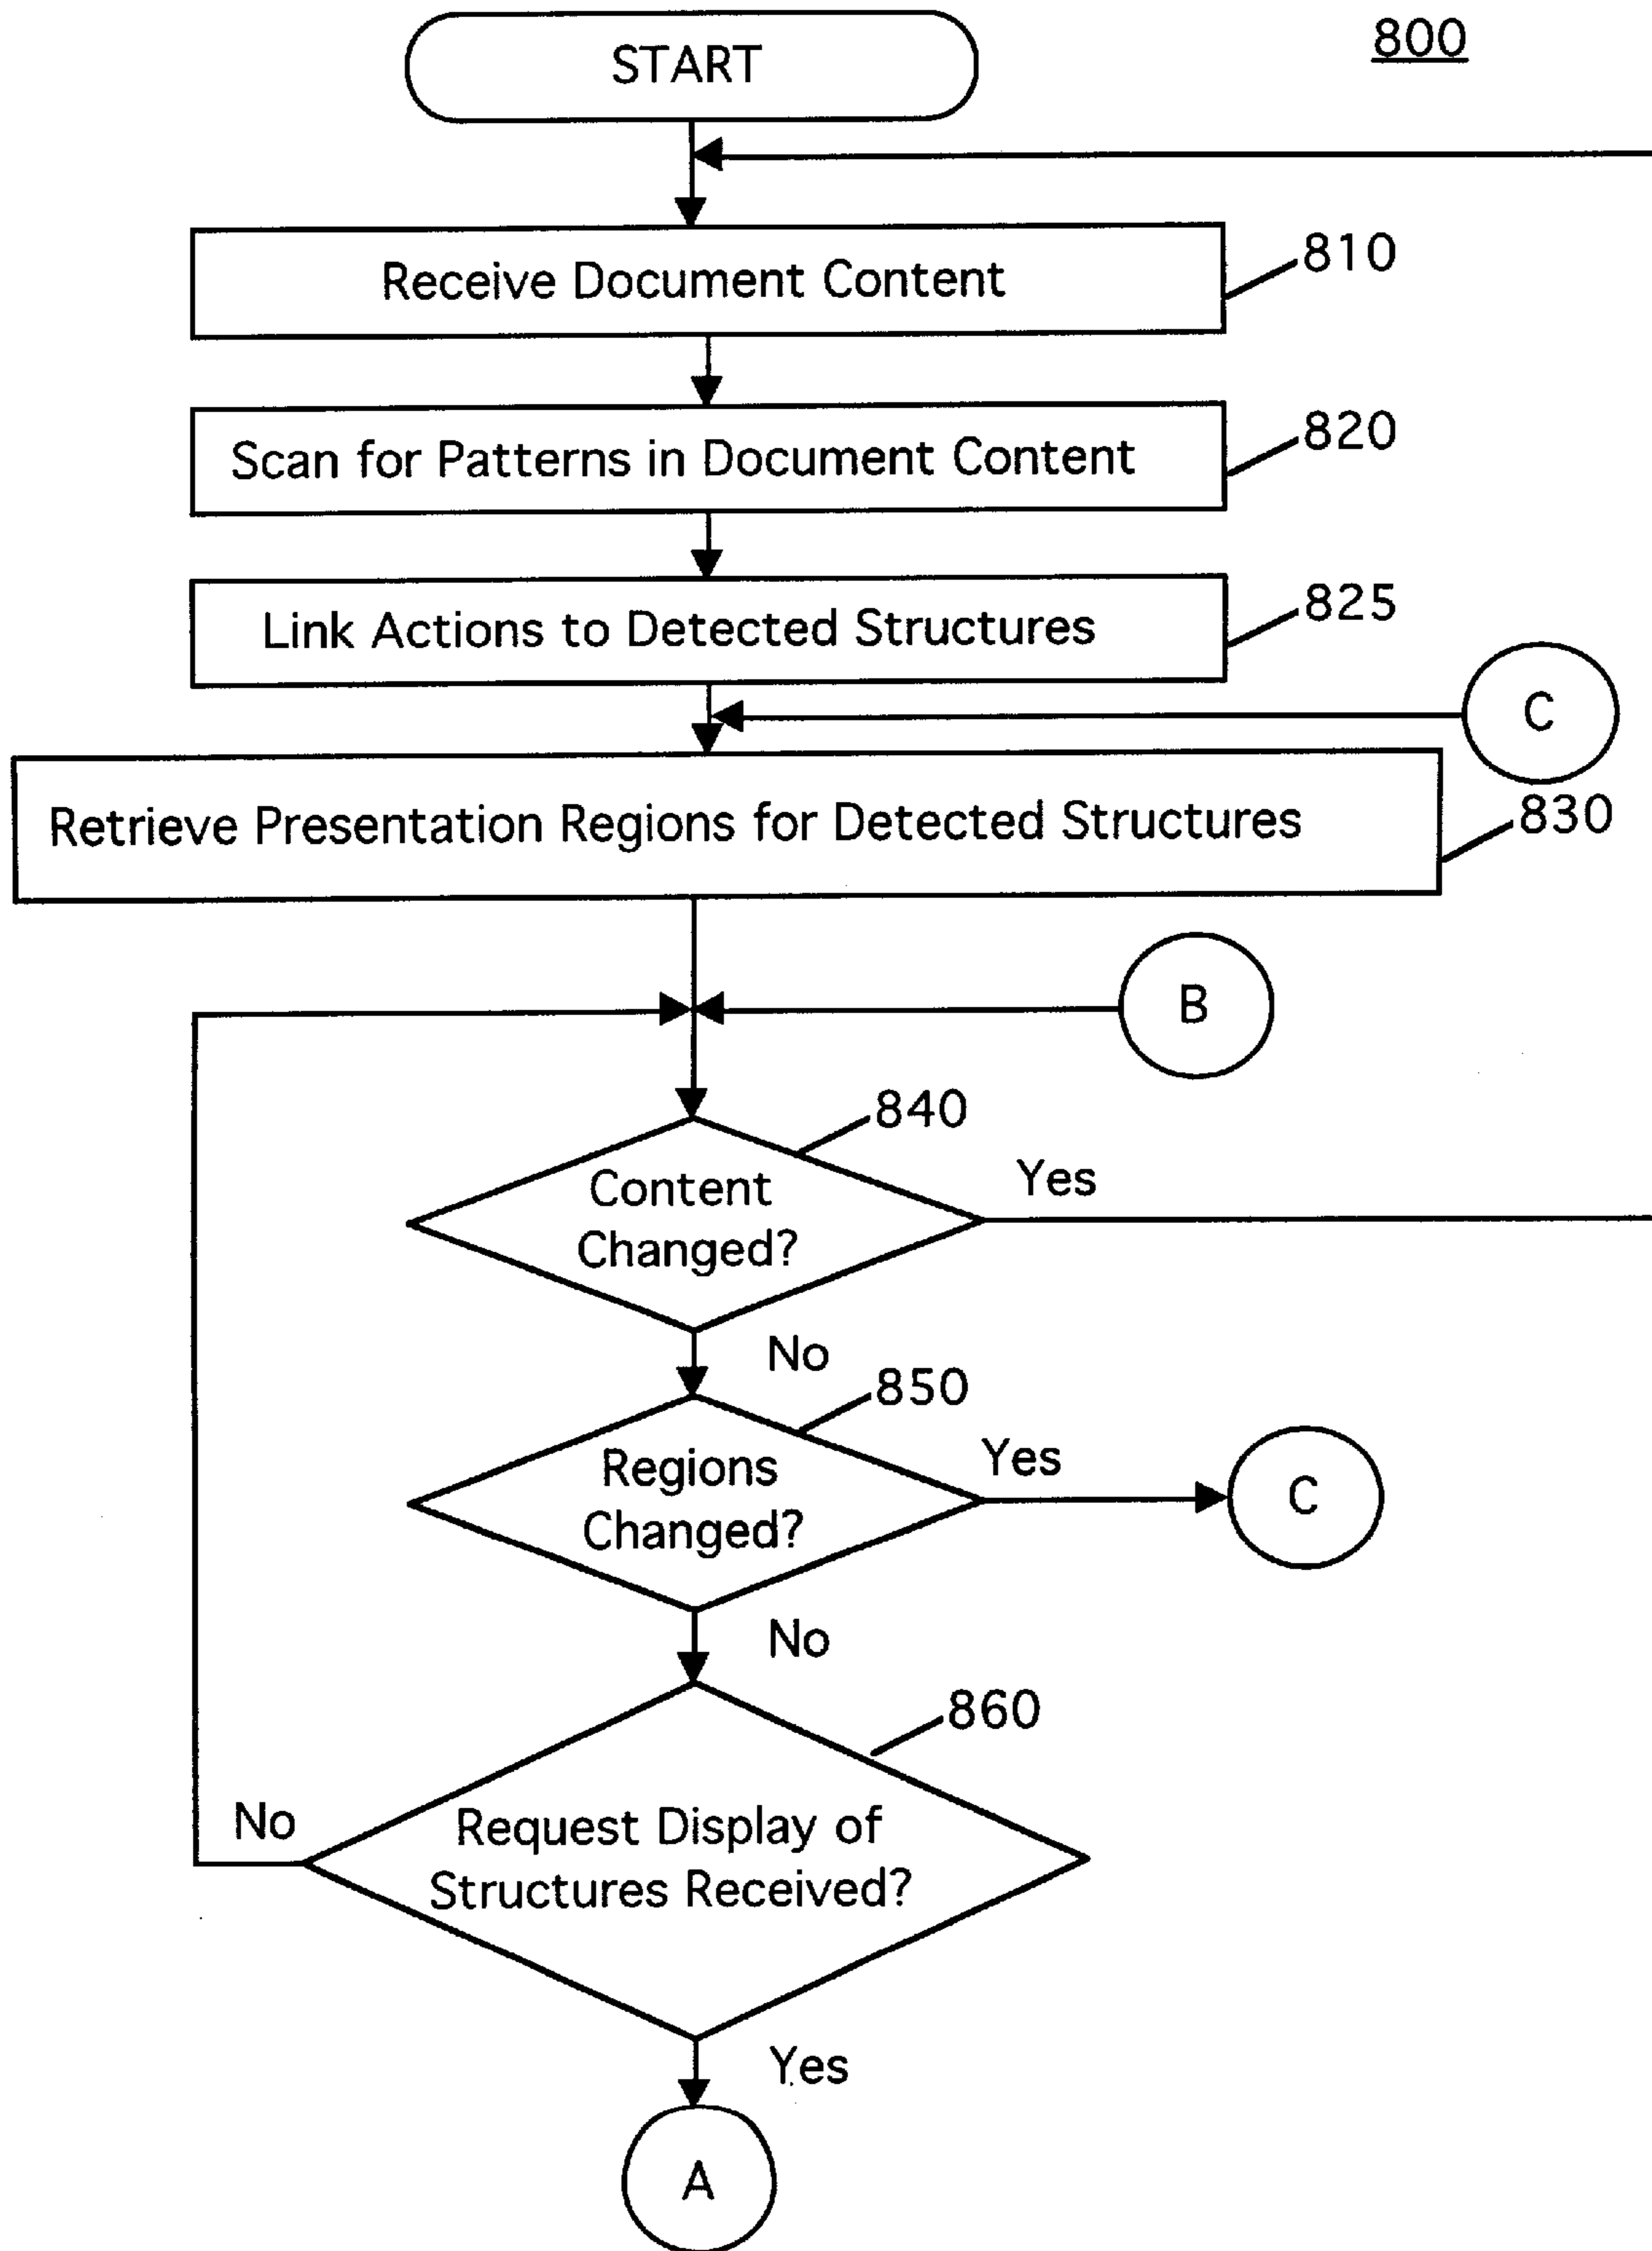 START
800
Receive Document Content
810
Scan for Patterns in Document Content
820
Link Actions to Detected Structures
825
C
Retrieve Presentation Regions for Detected Structures
830
B
840
Content
Changed?
Yes
No
850
Regions
Changed?
Yes
C
No
860
Request Display of
Structures Received?
No
Yes
A